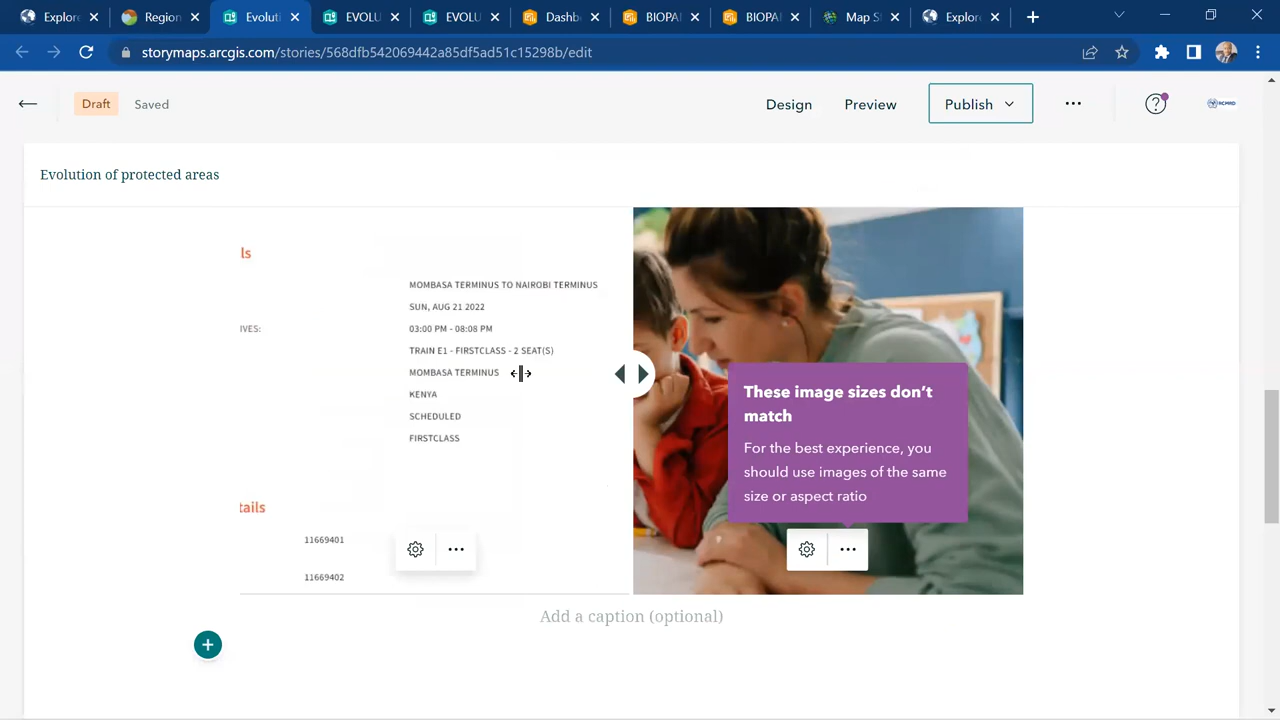 Explore
Region
Evoluti
EVOLU
EVOLU
Dashb
BIOPA
BIOPA
Map S
Explor
storymaps.arcgis.com/stories/568dfb542069442a85df5ad51c15298b/edit
Draft
Saved
Design
Preview
Publish
RCMRD
Evolution of protected areas
ls
MOMBASA TERMINUS TO NAIROBI TERMINUS
SUN, AUG 21 2022
IVES:
03:00 PM - 08:08 PM
TRAIN E1 - FIRSTCLASS - 2 SEAT(S)
MOMBASA TERMINUS
KENYA
SCHEDULED
FIRSTCLASS
These image sizes don't
match
For the best experience, you
should use images of the same
size or aspect ratio
tails
11669401
11669402
Add a caption (optional)